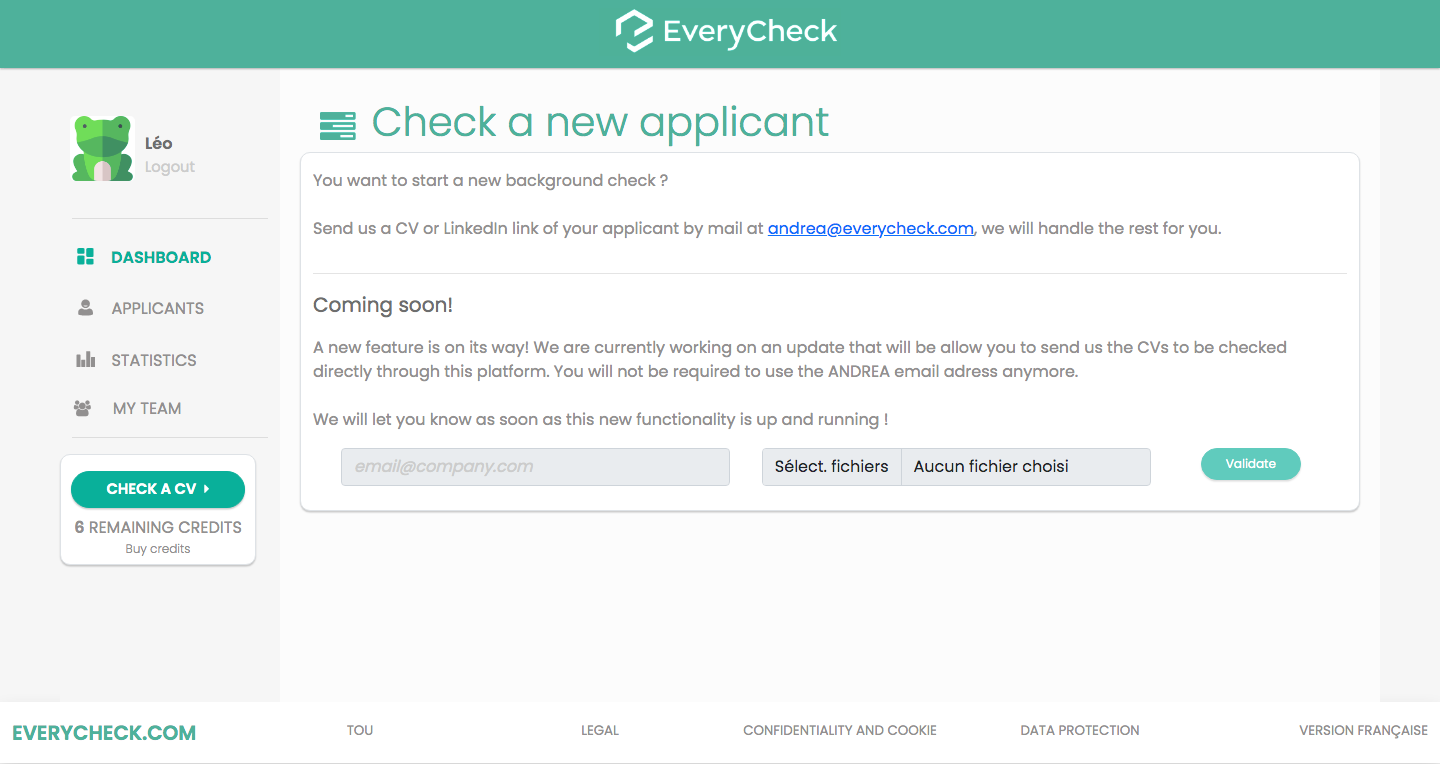 EveryCheck
Léo
Logout
DASHBOARD
APPLICANTS
STATISTICS
MY TEAM
CHECK A CV
6 REMAINING CREDITS
Buy credits
Check a new applicant
You want to start a new background check ?
Send us a CV or LinkedIn link of your applicant by mail at andrea@everycheck.com, we will handle the rest for you.
Coming soon!
A new feature is on its way! We are currently working on an update that will be allow you to send us the CVs to be checked
directly through this platform. You will not be required to use the ANDREA email adress anymore.
We will let you know as soon as this new functionality is up and running !
email@company.com Sélect. fichiers Aucun fichier choisi Validate
EVERYCHECK.COM TOU LEGAL CONFIDENTIALITY AND COOKIE DATA PROTECTION VERSION FRANÇAISE